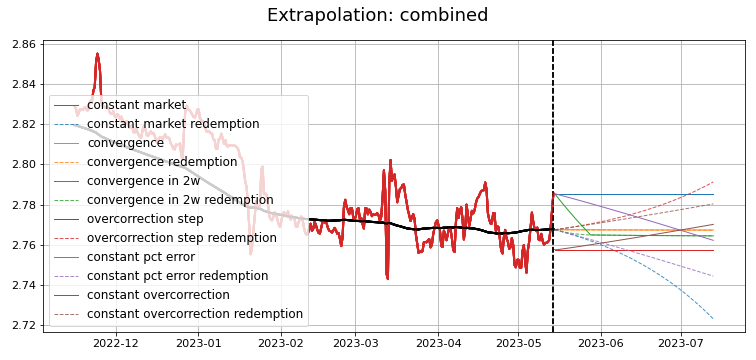 Extrapolation: combined
2.86
2.84
2.82
2.80
2.78
2.76
2.74
2.72
constant market
constant market redemption
convergence
convergence redemption
convergence in 2w
convergence in 2w redemption
overcorrection step
overcorrection step redemption
constant pct error
constant pct error redemption
constant overcorrection
constant overcorrection redemption
2022-12 2023-01 2023-02 2023-03 2023-04 2023-05 2023-06 2023-07